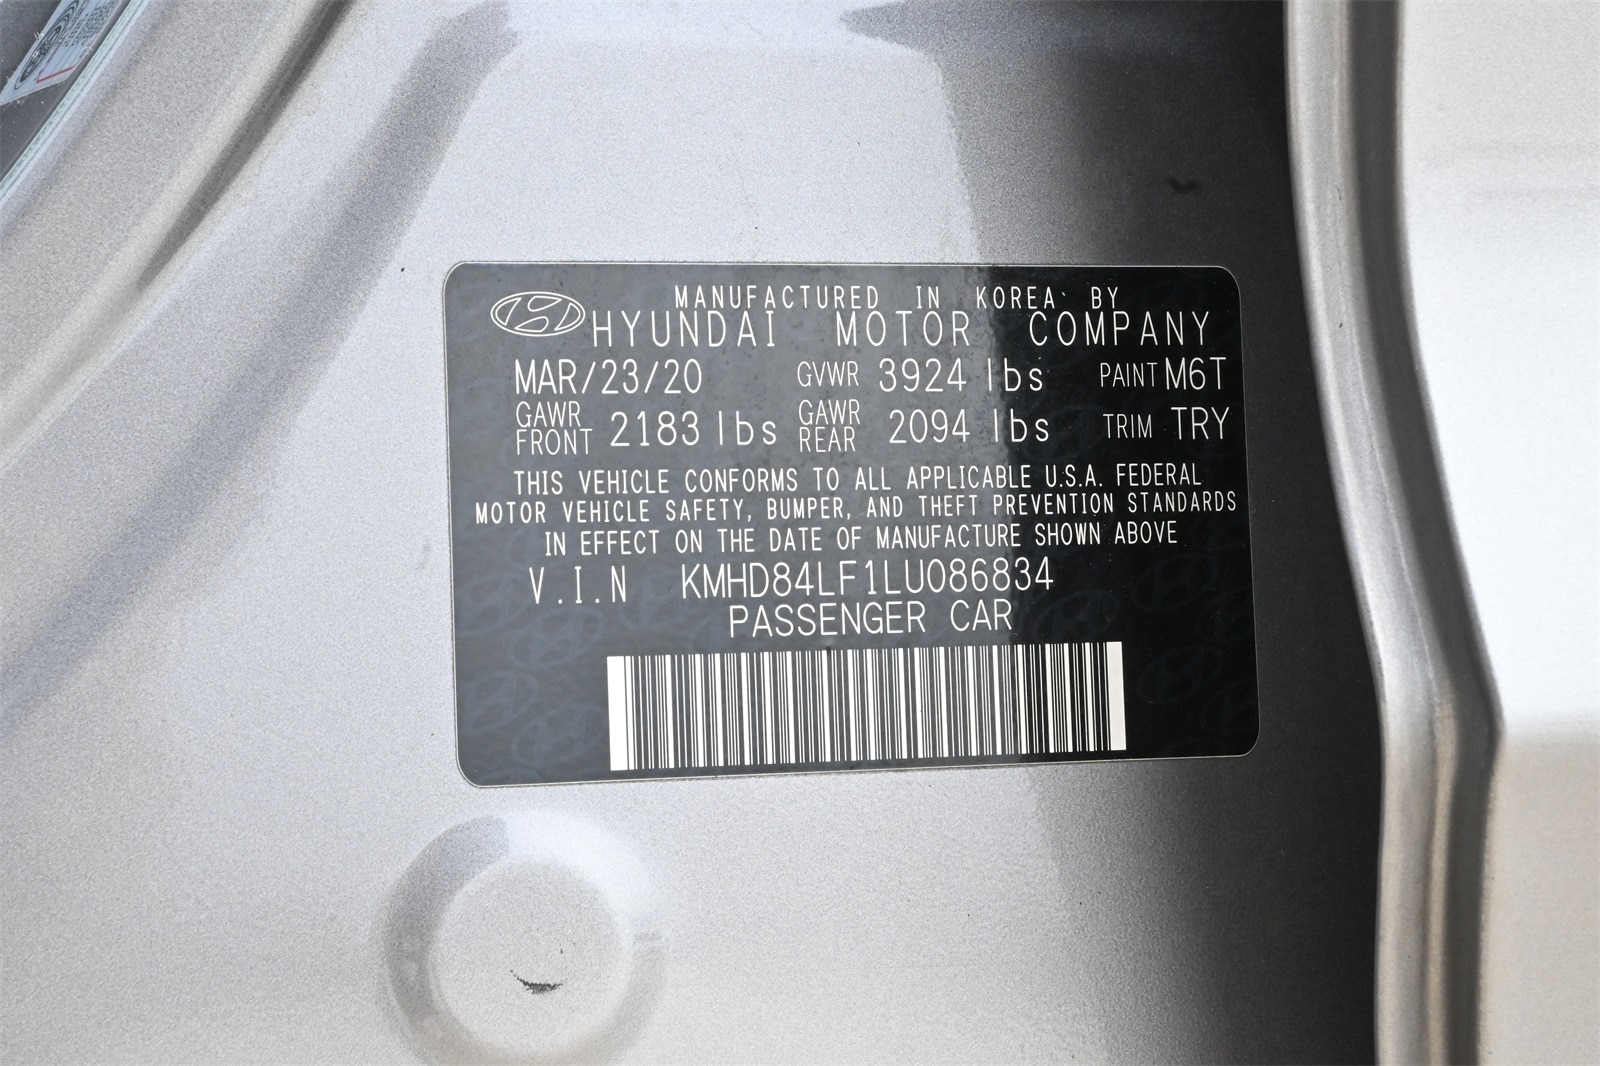 MANUFACTURED IN KOREA BY
HYUNDAI MOTOR COMPANY
MAR/23/20 GVWR 3924 lbs PAINT M6T
GAWR FRONT 2183 lbs GAWR REAR 2094 lbs TRIM TRY
THIS VEHICLE CONFORMS TO ALL APPLICABLE U.S.A. FEDERAL
MOTOR VEHICLE SAFETY, BUMPER, AND THEFT PREVENTION STANDARDS
IN EFFECT ON THE DATE OF MANUFACTURE SHOWN ABOVE
V.I.N KMHD84LF1LU086834
PASSENGER CAR